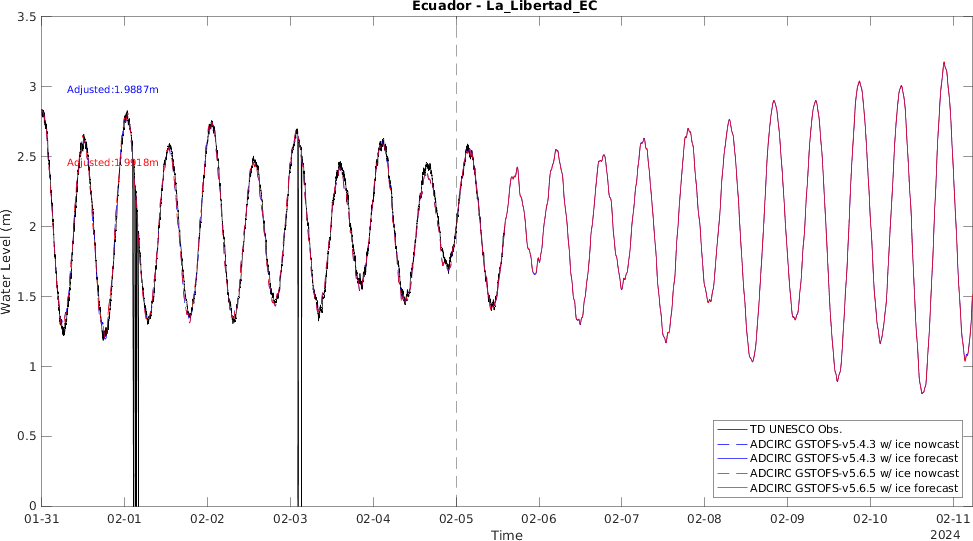 Ecuador - La_Libertad_EC
3.5
3
2.5
2
1.5
1
0.5
0
Water Level (m)
Adjusted:1.9887m
Adjusted:1.9918m
TD UNESCO Obs.
ADCIRC GSTOFS-v5.4.3 w/ ice nowcast
ADCIRC GSTOFS-v5.4.3 w/ ice forecast
ADCIRC GSTOFS-v5.6.5 w/ ice nowcast
ADCIRC GSTOFS-v5.6.5 w/ ice forecast
01-31 02-01 02-02 02-03 02-04 02-05 02-06 02-07 02-08 02-09 02-10 02-11
Time
2024